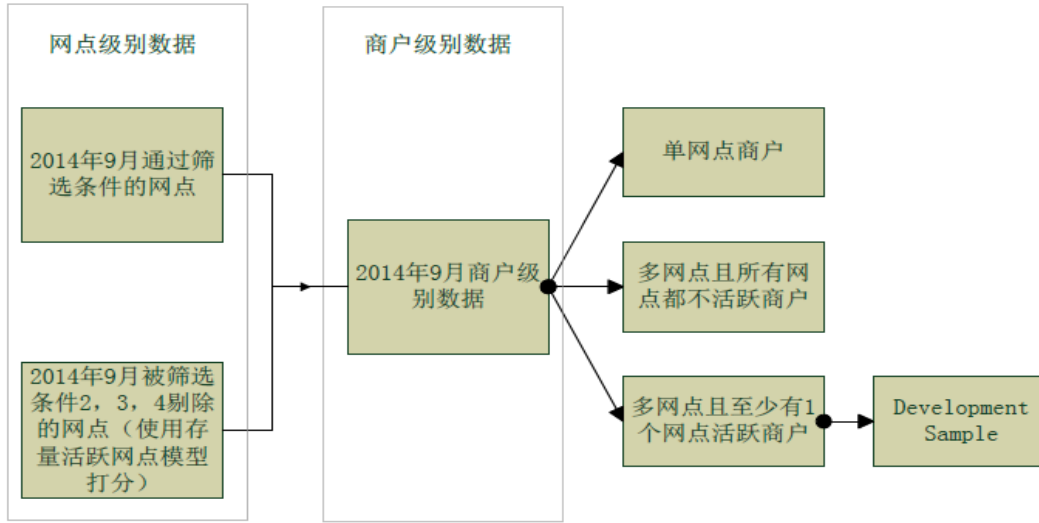 网点级别数据
商户级别数据
2014年9月通过筛
选条件的网点
2014年9月被筛选
条件2，3，4剔除
的网点（使用存
量活跃网点模型
打分）
2014年9月商户级
别数据
单网点商户
多网点且所有网
点都不活跃商户
多网点且至少有1
个网点活跃商户
Development
Sample